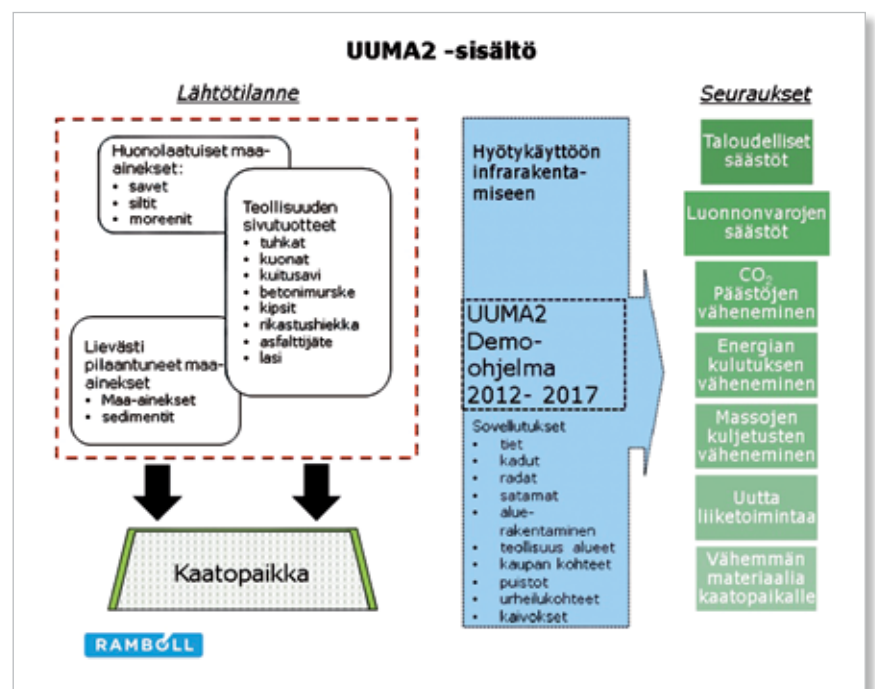 UUMA2 -sisältö
Lähtötilanne
Huonolaatuiset maa-
ainekset:
• savet
• siltit
• moreenit
Teollisuuden
sivutuotteet
• tuhkat
• kuonat
• kuitusavi
• betonimurske
• kipsit
• rikastushiekka
• asfalttijäte
• lasi
Lievästi
pilaantuneet maa-
ainekset
• Maa-ainekset
• sedimentit
Kaatopaikka
RAMBOLL
Hyötykäyttöön
infrarakenta-
miseen
UUMA2
Demo-
ohjelma
2012- 2017
Sovellutukset
• tiet
• kadut
• radat
• satamat
• alue-
rakentaminen
• teollisuus alueet
• kaupan kohteet
• puistot
• urheilukohteet
• kaivokset
Seuraukset
Taloudelliset
säästöt
Luonnonvarojen
säästöt
CO₂
Päästöjen
väheneminen
Energian
kulutuksen
väheneminen
Massojen
kuljetusten
väheneminen
Uutta
liiketoimintaa
Vähemmän
materiaalia
kaatopaikalle